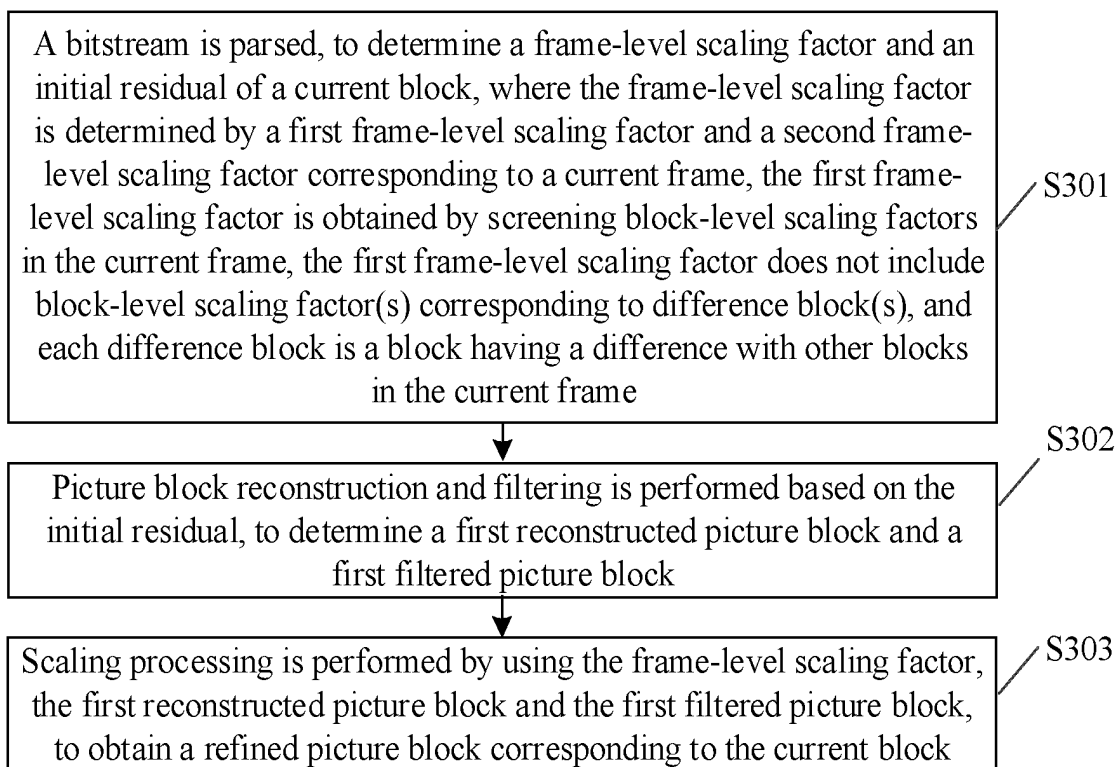 A bitstream is parsed, to determine a frame-level scaling factor and an
initial residual of a current block, where the frame-level scaling factor
is determined by a first frame-level scaling factor and a second frame-
level scaling factor corresponding to a current frame, the first frame-
level scaling factor is obtained by screening block-level scaling factors
in the current frame, the first frame-level scaling factor does not include
block-level scaling factor(s) corresponding to difference block(s), and
each difference block is a block having a difference with other blocks
in the current frame
S301
S302
Picture block reconstruction and filtering is performed based on the
initial residual, to determine a first reconstructed picture block and a
first filtered picture block
S303
Scaling processing is performed by using the frame-level scaling factor,
the first reconstructed picture block and the first filtered picture block,
to obtain a refined picture block corresponding to the current block